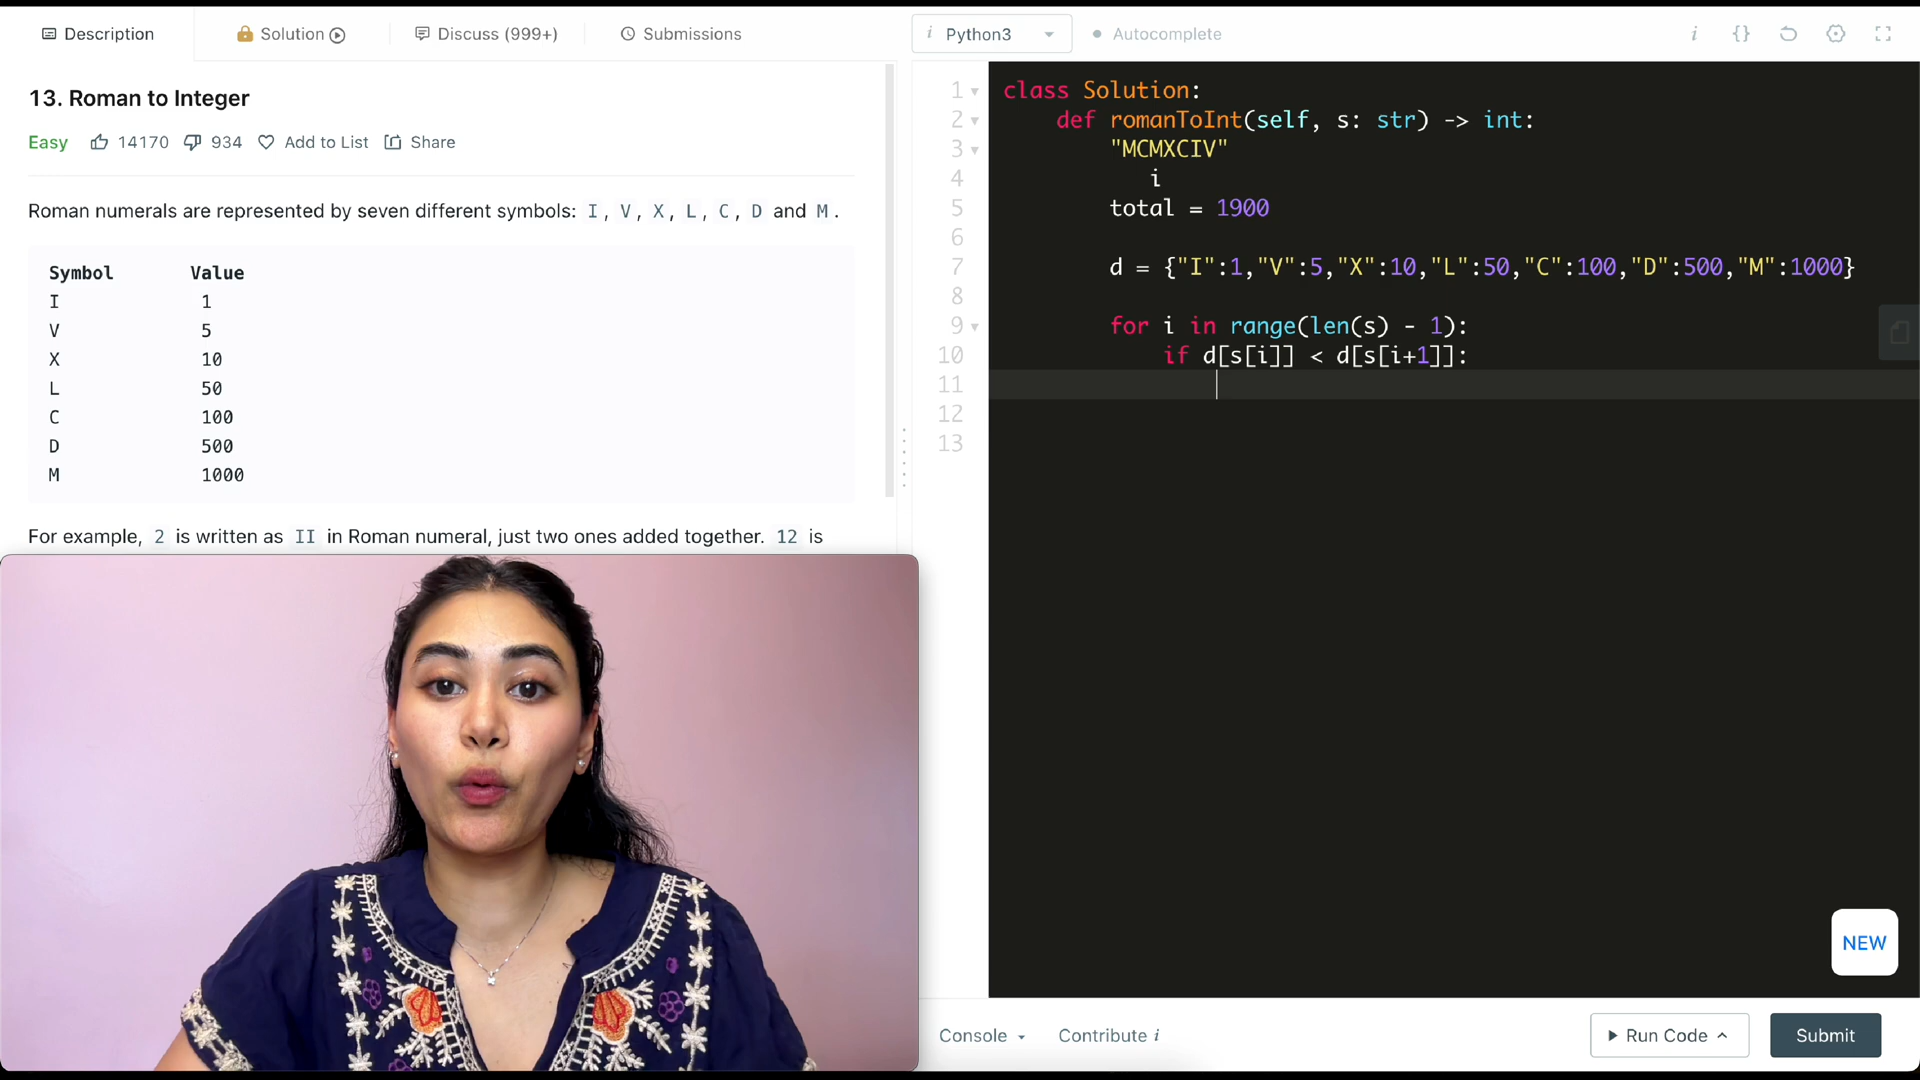 Description
Solution
Discuss (999+)
Submissions
i Python3
Autocomplete
i {}
13. Roman to Integer
Easy 14170 934 Add to List Share
Roman numerals are represented by seven different symbols: I, V, X, L, C, D and M.
Symbol Value
I 1
V 5
X 10
L 50
C 100
D 500
M 1000
For example, 2 is written as II in Roman numeral, just two ones added together. 12 is
1 class Solution:
2 def romanToInt(self, s: str) -> int:
3 "MCMXCIV"
4 i
5 total = 1900
6
7 d = {"I":1,"V":5,"X":10,"L":50,"C":100,"D":500,"M":1000}
8
9 for i in range(len(s) - 1):
10 if d[s[i]] < d[s[i+1]]:
11
12
13
NEW
Console
Contribute i
Run Code
Submit